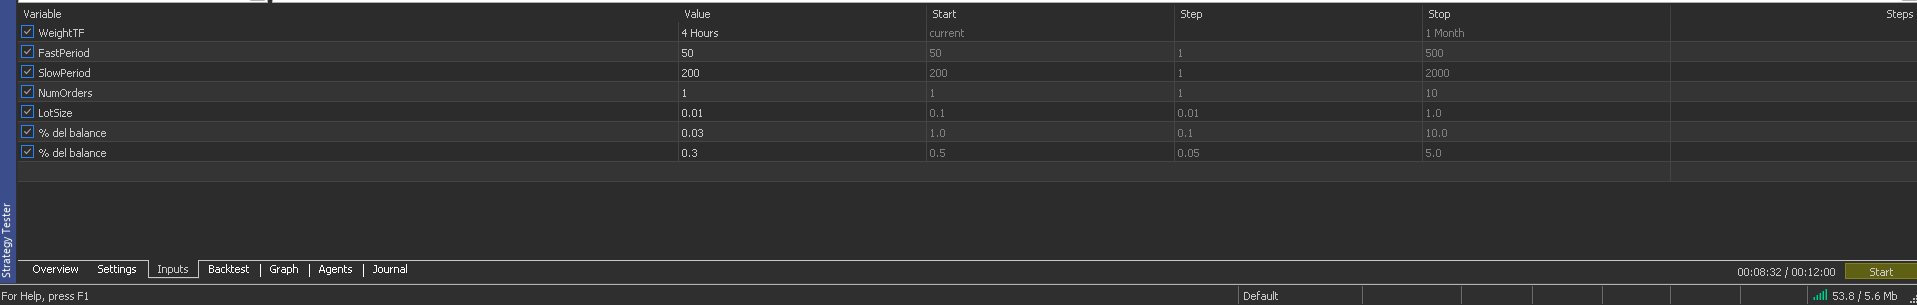 Variable Value Start Step Stop Steps
WeightTF 4 Hours current 1 Month
FastPeriod 50 50 1 500
SlowPeriod 200 200 1 2000
NumOrders 1 1 1 10
LotSize 0.01 0.1 0.01 1.0
% del balance 0.03 1.0 0.1 10.0
% del balance 0.3 0.5 0.05 5.0
Strategy Tester
Overview Settings Inputs Backtest Graph Agents Journal 00:08:32 / 00:12:00 Start
For Help, press F1 Default 53.8 / 5.6 Mb